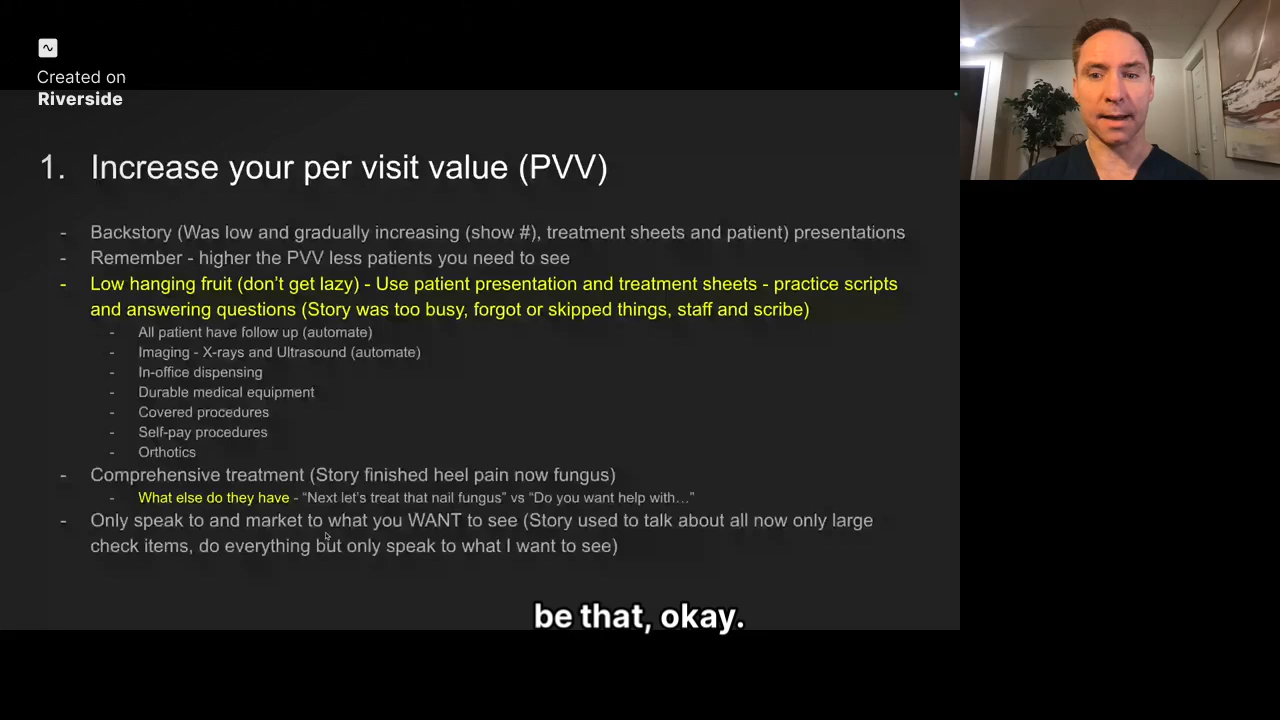 Created on
Riverside
1. Increase your per visit value (PVV)
- Backstory (Was low and gradually increasing (show #), treatment sheets and patient) presentations
- Remember - higher the PVV less patients you need to see
- Low hanging fruit (don't get lazy) - Use patient presentation and treatment sheets - practice scripts
and answering questions (Story was too busy, forgot or skipped things, staff and scribe)
- All patient have follow up (automate)
- Imaging - X-rays and Ultrasound (automate)
- In-office dispensing
- Durable medical equipment
- Covered procedures
- Self-pay procedures
- Orthotics
- Comprehensive treatment (Story finished heel pain now fungus)
- What else do they have - “Next let’s treat that nail fungus” vs “Do you want help with…”
- Only speak to and market to what you WANT to see (Story used to talk about all now only large
check items, do everything but only speak to what I want to see)
be that, okay.